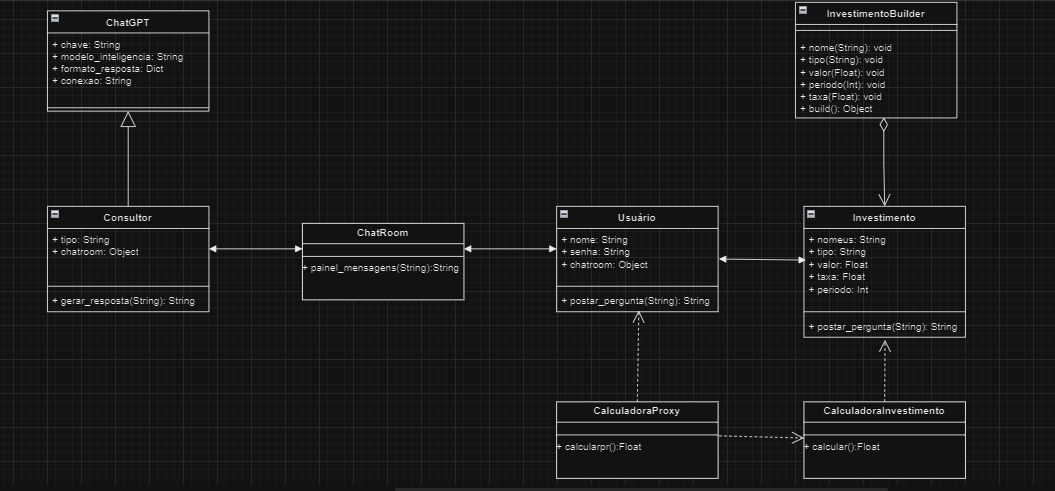 ChatGPT
+ chave: String
+ modelo_inteligencia: String
+ formato_resposta: Dict
+ conexao: String
InvestimentoBuilder
+ nome(String): void
+ tipo(String): void
+ valor(Float): void
+ periodo(Int): void
+ taxa(Float): void
+ build(): Object
Consultor
+ tipo: String
+ chatroom: Object
+ gerar_resposta(String): String
ChatRoom
+ painel_mensagens(String):String
Usuário
+ nome: String
+ senha: String
+ chatroom: Object
+ postar_pergunta(String): String
Investimento
+ nomeus: String
+ tipo: String
+ valor: Float
+ taxa: Float
+ periodo: Int
+ postar_pergunta(String): String
CalculadoraProxy
+ calcularpr():Float
CalculadoraInvestimento
+ calcular():Float